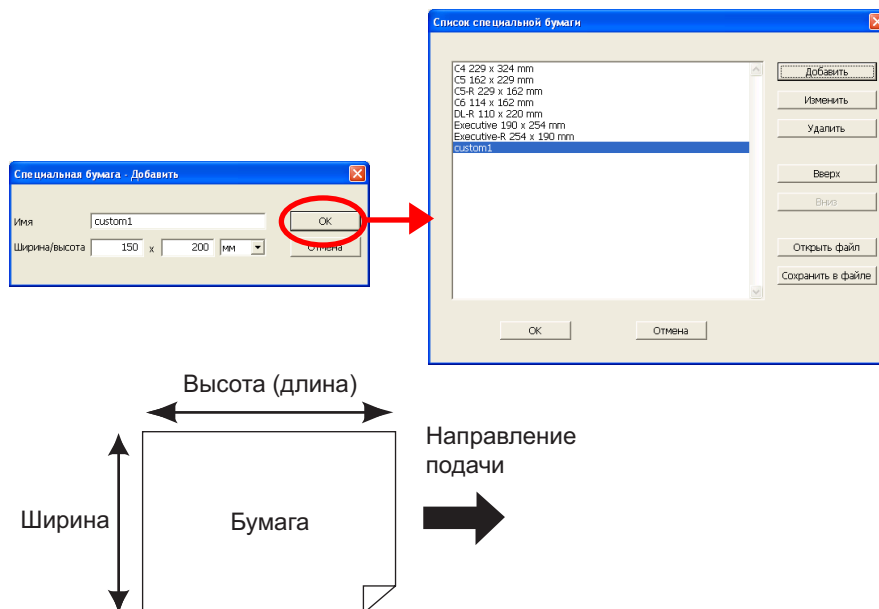 Список специальной бумаги
C4 229 x 324 mm
C5 162 x 229 mm
C5-R 229 x 162 mm
C6 114 x 162 mm
DL-R 110 x 220 mm
Executive 190 x 254 mm
Executive-R 254 x 190 mm
custom1
Добавить
Изменить
Удалить
Вверх
Вниз
Открыть файл
Сохранить в файле
OK
Отмена
Специальная бумага - Добавить
Имя
custom1
OK
Ширина/высота
150 x 200 мм
Отмена
Высота (длина)
Направление
подачи
Ширина
Бумага